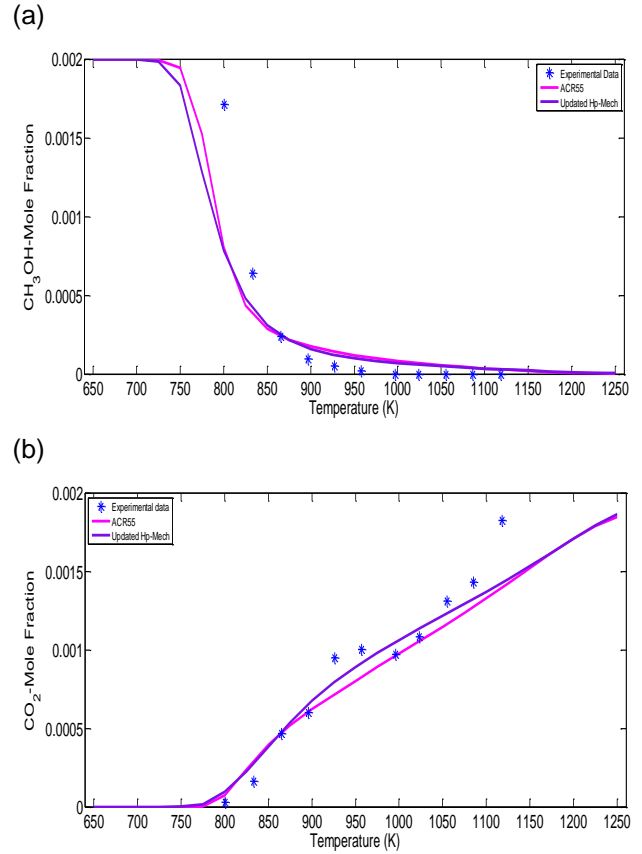 (a)
0.002
0.0015
0.001
0.0005
0
CH3OH-Mole Fraction
Experimental Data
ACR55
Updated Hp-Mech
650 700 750 800 850 900 950 1000 1050 1100 1150 1200 1250
Temperature (K)
(b)
0.002
0.0015
0.001
0.0005
0
CO2-Mole Fraction
Experimental data
ACR55
Updated Hp-Mech
650 700 750 800 850 900 950 1000 1050 1100 1150 1200 1250
Temperature (K)